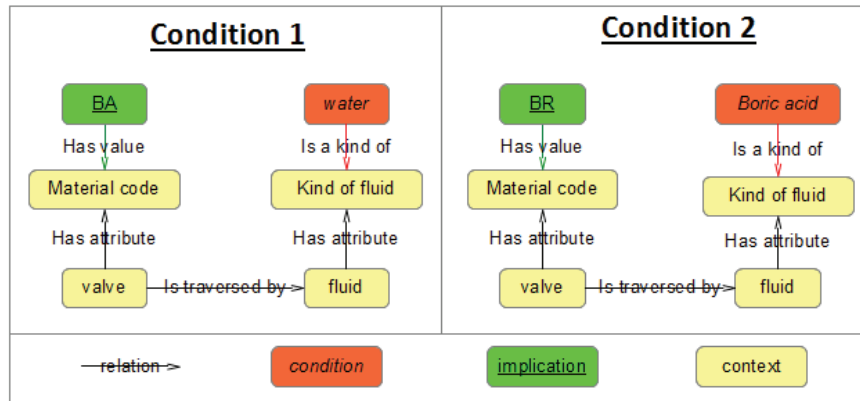 Condition 1
BA
water
Has value
Is a kind of
Material code
Kind of fluid
Has attribute
Has attribute
valve
Is traversed by
fluid
Condition 2
BR
Boric acid
Has value
Is a kind of
Material code
Kind of fluid
Has attribute
Has attribute
valve
Is traversed by
fluid
relation
condition
implication
context